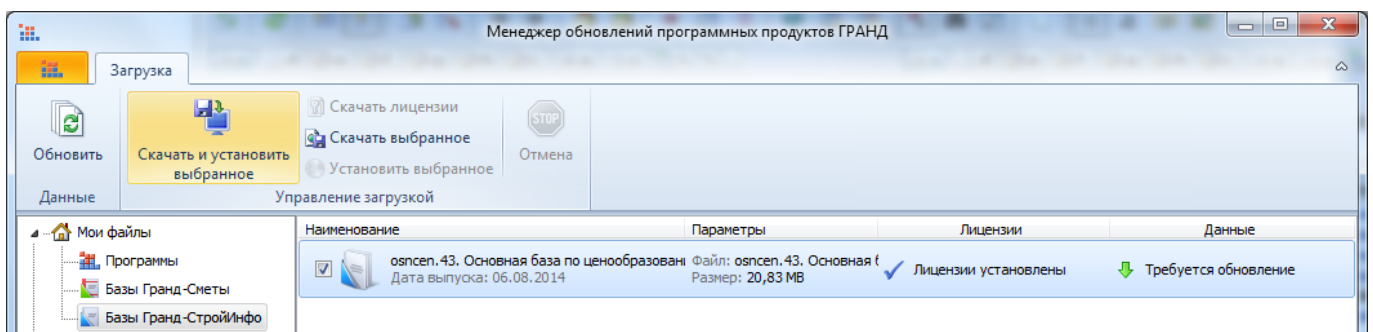 Менеджер обновлений программных продуктов ГРАНД
Загрузка
Обновить
Скачать и установить
выбранное
Скачать лицензии
Скачать выбранное
Установить выбранное
STOP
Отмена
Данные
Управление загрузкой
Мои файлы
Программы
Базы Гранд-Сметы
Базы Гранд-СтройИнфо
Наименование Параметры Лицензии Данные
osncen.43. Основная база по ценообразовани Файл: osncen.43. Основная б Лицензии установлены Требуется обновление
Дата выпуска: 06.08.2014 Размер: 20,83 MB